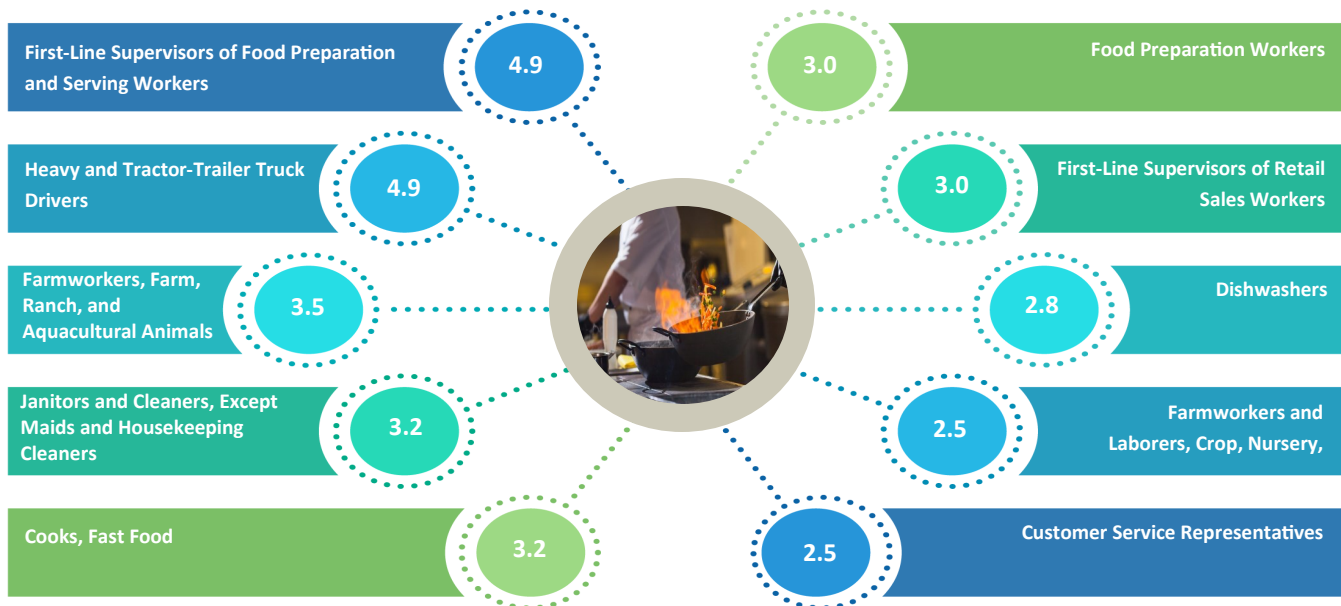 First-Line Supervisors of Food Preparation
and Serving Workers
4.9
Heavy and Tractor-Trailer Truck
Drivers
4.9
Farmworkers, Farm,
Ranch, and
Aquacultural Animals
3.5
Janitors and Cleaners, Except
Maids and Housekeeping
Cleaners
3.2
Cooks, Fast Food
3.2
3.0
Food Preparation Workers
3.0
First-Line Supervisors of Retail
Sales Workers
2.8
Dishwashers
2.5
Farmworkers and
Laborers, Crop, Nursery,
2.5
Customer Service Representatives